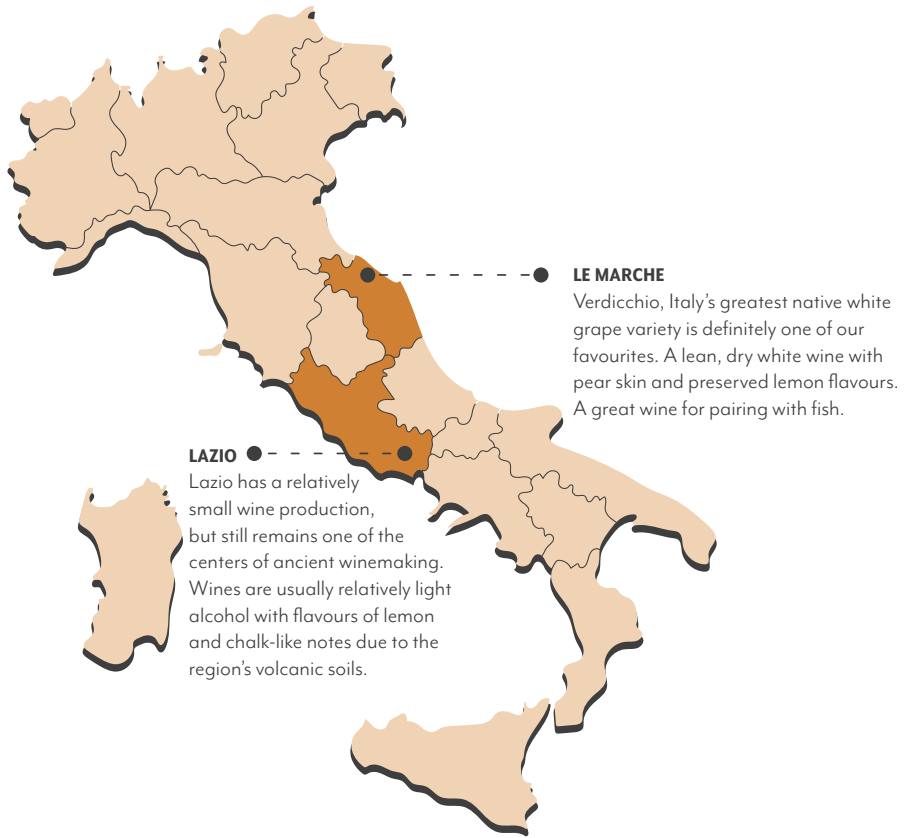 LE MARCHE
Verdicchio, Italy’s greatest native white
grape variety is definitely one of our
favourites. A lean, dry white wine with
pear skin and preserved lemon flavours.
A great wine for pairing with fish.
LAZIO
Lazio has a relatively
small wine production,
but still remains one of the
centers of ancient winemaking.
Wines are usually relatively light
alcohol with flavours of lemon
and chalk-like notes due to the
region’s volcanic soils.